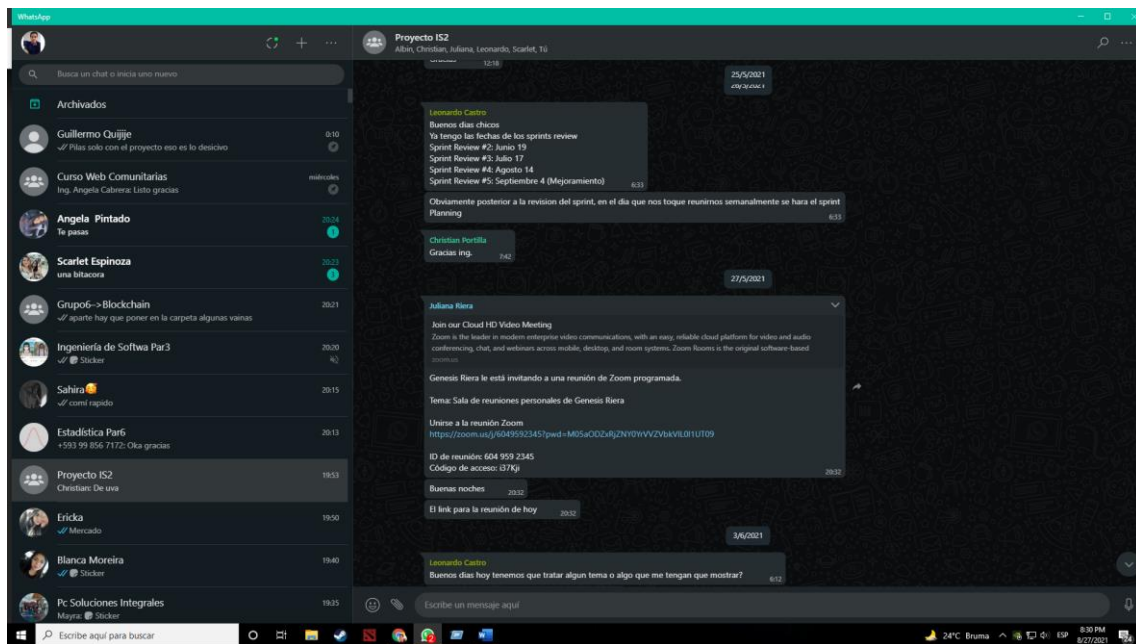 WhatsApp
Proyecto IS2
Albin, Christian, Juliana, Leonardo, Scarlet, Tú
Busca un chat o inicia uno nuevo
Archivados
Guillermo Quijije
0:10
Pilas solo con el proyecto eso es lo desicivo
Curso Web Comunitarias
miércoles
Ing. Angela Cabrera: Listo gracias
Angela Pintado
20:24
Te pasas
1
Scarlet Espinoza
20:23
una bitacora
1
Grupo6-->Blockchain
20:21
aparte hay que poner en la carpeta algunas vainas
Ingeniería de Softwa Par3
20:20
Sticker
Sahira🥰
20:15
comí rapido
Estadística Par6
20:13
+593 99 856 7172: Oka gracias
Proyecto IS2
19:53
Christian: De uva
Ericka
19:50
Mercado
Blanca Moreira
19:40
Sticker
Pc Soluciones Integrales
19:35
Mayra: Sticker
12:18
25/5/2021
Leonardo Castro
Buenos dias chicos
Ya tengo las fechas de los sprints review
Sprint Review #2: Junio 19
Sprint Review #3: Julio 17
Sprint Review #4: Agosto 14
Sprint Review #5: Septiembre 4 (Mejoramiento)
6:33
Obviamente posterior a la revision del sprint, en el dia que nos toque reunirnos semanalmente se hara el sprint
Planning
6:33
Christian Portilla
Gracias ing.
7:42
27/5/2021
Juliana Riera
Join our Cloud HD Video Meeting
Zoom is the leader in modern enterprise video communications, with an easy, reliable cloud platform for video and audio
conferencing, chat, and webinars across mobile, desktop, and room systems. Zoom Rooms is the original software-based
zoom.us
Genesis Riera le está invitando a una reunión de Zoom programada.
Tema: Sala de reuniones personales de Genesis Riera
Unirse a la reunión Zoom
ID de reunión: 604 959 2345
Código de acceso: i37Kji
20:32
Buenas noches
20:32
El link para la reunión de hoy
20:32
3/6/2021
Leonardo Castro
Buenos dias hoy tenemos que tratar algun tema o algo que me tengan que mostrar?
6:12
Escribe un mensaje aquí
Escribe aquí para buscar
24°C Bruma
ESP
8:30 PM
8/27/2021